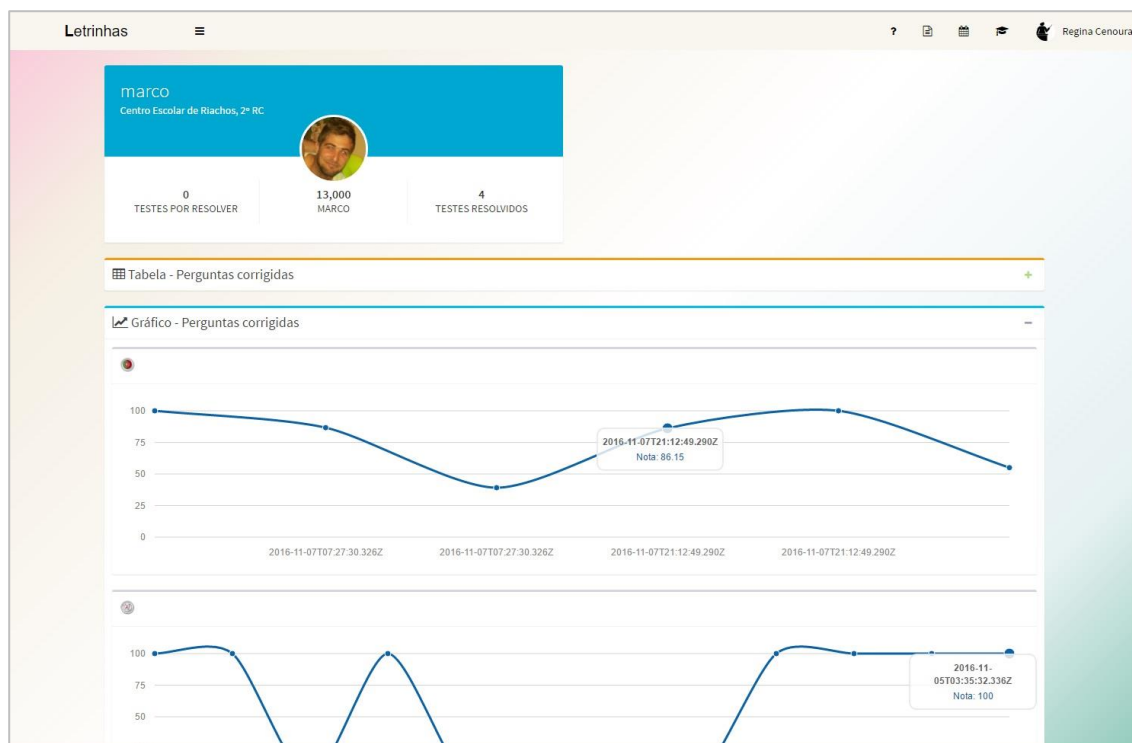 Letrinhas
? Regina Cenoura
marco
Centro Escolar de Riachos, 2º RC
0 13,000 4
TESTES POR RESOLVER MARCO TESTES RESOLVIDOS
Tabela - Perguntas corrigidas
Gráfico - Perguntas corrigidas
100
75
50
25
0
2016-11-07T21:12:49.290Z
Nota: 86.15
2016-11-07T07:27:30.326Z 2016-11-07T07:27:30.326Z 2016-11-07T21:12:49.290Z 2016-11-07T21:12:49.290Z
100
75
50
2016-11-
05T03:35:32.336Z
Nota: 100